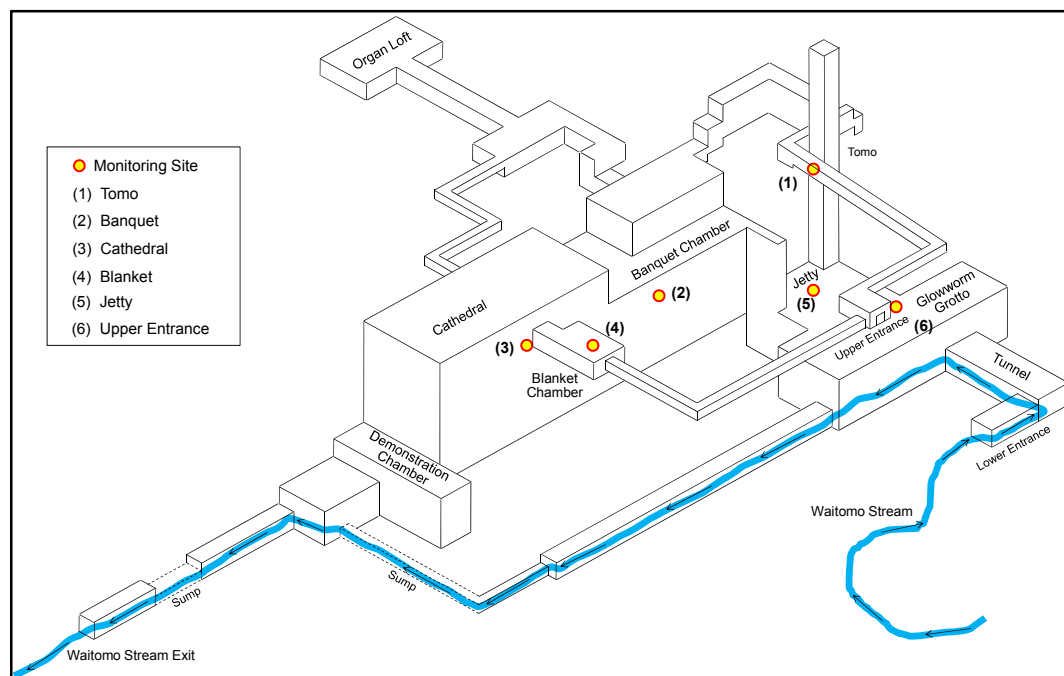 Organ Loft
Monitoring Site
(1) Tomo
(2) Banquet
(3) Cathedral
(4) Blanket
(5) Jetty
(6) Upper Entrance
Tomo
(1)
Banquet Chamber
(2)
Jetty
(5)
Glowworm
Grotto
(6)
Upper Entrance
Cathedral
(3)
(4)
Blanket
Chamber
Tunnel
Lower Entrance
Demonstration
Chamber
Waitomo Stream
Sump
Sump
Waitomo Stream Exit